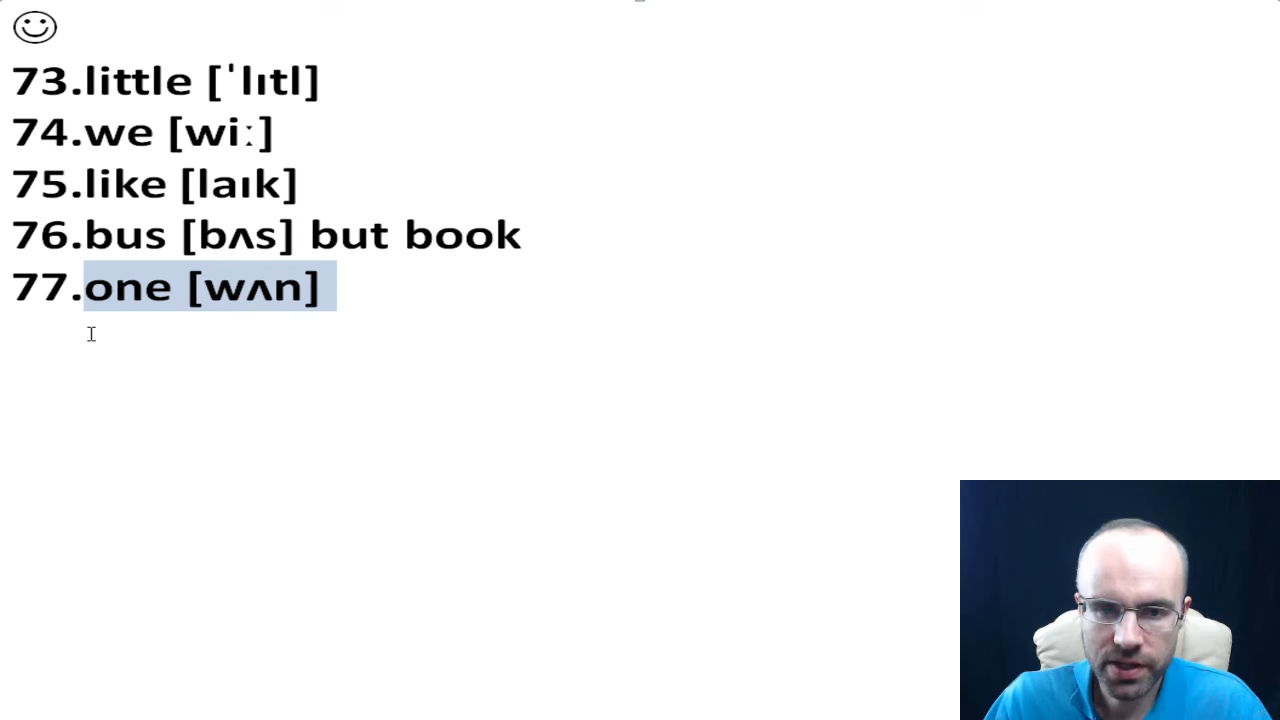 73.little [ˈlɪtl]
74.we [wiː]
75.like [laɪk]
76.bus [bʌs] but book
77.one [wʌn]